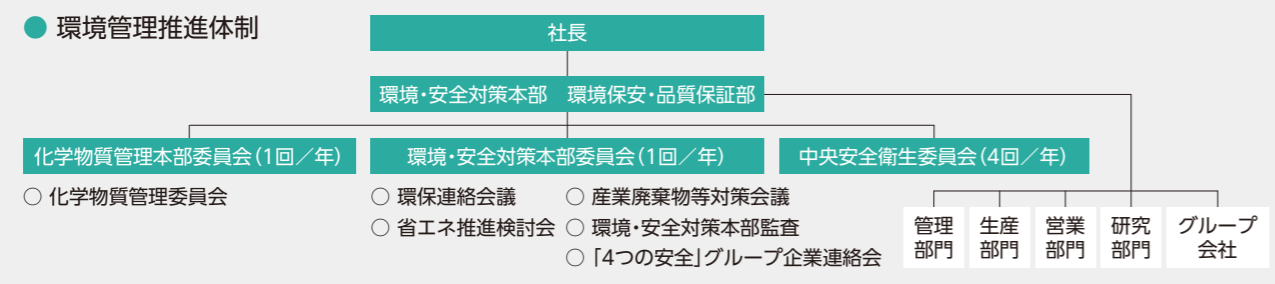 ● 環境管理推進体制
社長
環境・安全対策本部　環境保安・品質保証部
化学物質管理本部委員会（1回／年）
環境・安全対策本部委員会（1回／年）
中央安全衛生委員会（4回／年）
○ 化学物質管理委員会
○ 環保連絡会議
○ 省エネ推進検討会
○ 産業廃棄物等対策会議
○ 環境・安全対策本部監査
○「4つの安全」グループ企業連絡会
管理
部門
生産
部門
営業
部門
研究
部門
グループ
会社